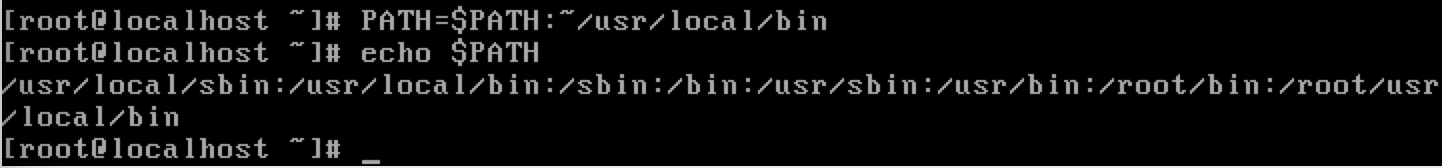 [root@localhost ~]# PATH=$PATH:~/usr/local/bin
[root@localhost ~]# echo $PATH
/usr/local/sbin:/usr/local/bin:/sbin:/bin:/usr/sbin:/usr/bin:/root/bin:/root/usr
/local/bin
[root@localhost ~]# _